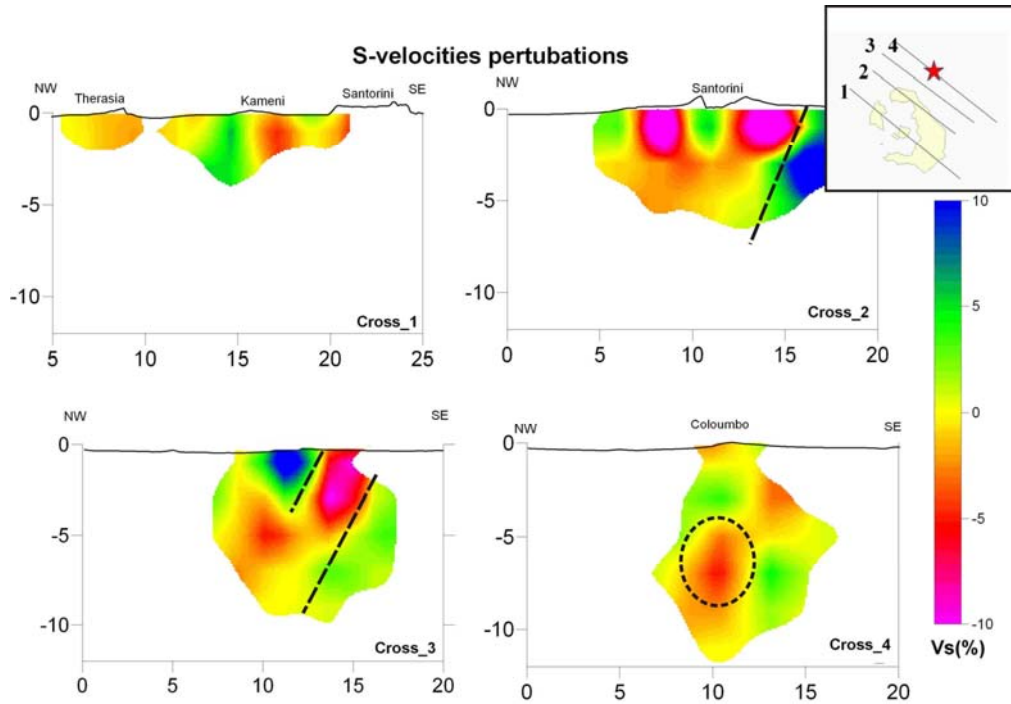 S-velocities pertubations
NW
Therasia
Kameni
Santorini
SE
0
-5
-10
Cross_1
5
10
15
20
25
NW
Santorini
0
-5
-10
Cross_2
0
5
10
15
20
3 4
2
1
10
5
0
-5
-10
Vs(%)
NW
SE
0
-5
-10
Cross_3
0
5
10
15
20
NW
Coloumbo
SE
0
-5
-10
Cross_4
0
5
10
15
20